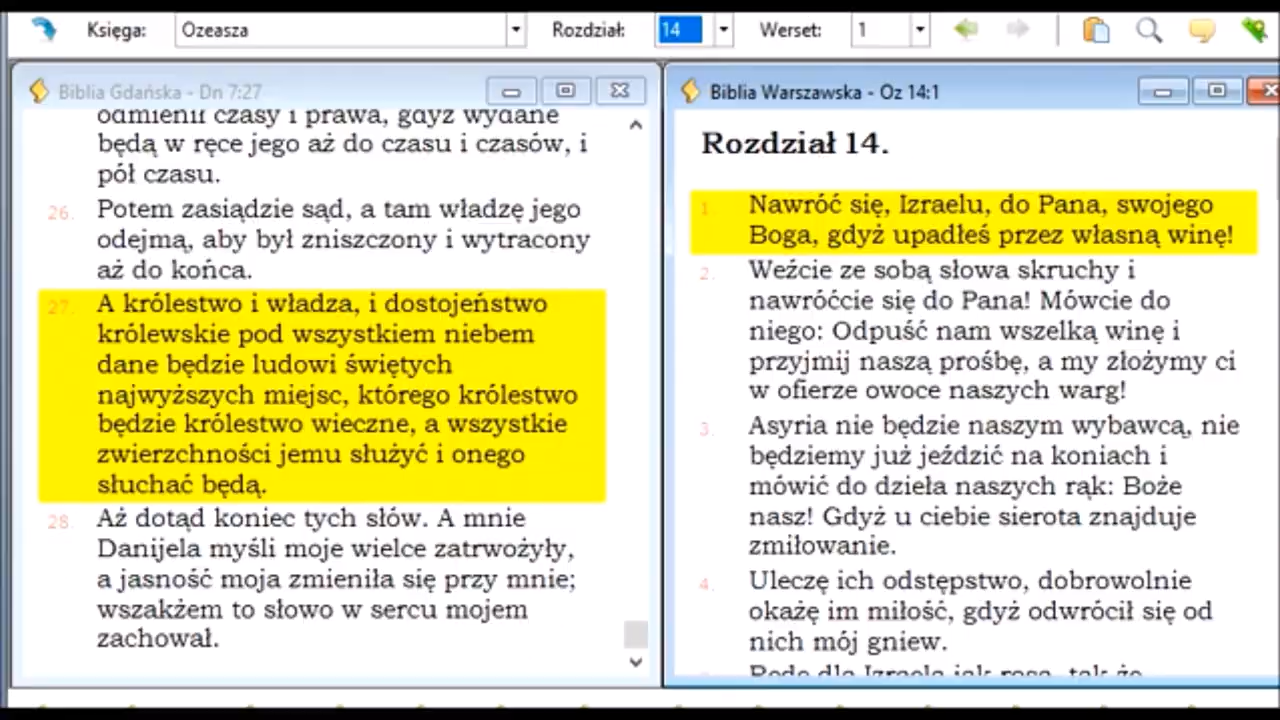 Księga: Ozeasza Rozdział: 14 Werset: 1
Biblia Gdańska - Dn 7:27
odmienił czasy i prawa, gdyż wydane
będą w ręce jego aż do czasu i czasów, i
pół czasu.
26. Potem zasiądzie sąd, a tam władzę jego
odejmą, aby był zniszczony i wytracony
aż do końca.
27. A królestwo i władza, i dostojeństwo
królewskie pod wszystkiem niebem
dane będzie ludowi świętych
najwyższych miejsc, którego królestwo
będzie królestwo wieczne, a wszystkie
zwierzchności jemu służyć i onego
słuchać będą.
28. Aż dotąd koniec tych słów. A mnie
Danijela myśli moje wielce zatrwożyły,
a jasność moja zmieniła się przy mnie;
wszakżem to słowo w sercu mojem
zachował.
Biblia Warszawska - Oz 14:1
Rozdział 14.
1. Nawróć się, Izraelu, do Pana, swojego
Boga, gdyż upadłeś przez własną winę!
2. Weźcie ze sobą słowa skruchy i
nawróćcie się do Pana! Mówcie do
niego: Odpuść nam wszelką winę i
przyjmij naszą prośbę, a my złożymy ci
w ofierze owoce naszych warg!
3. Asyria nie będzie naszym wybawcą, nie
będziemy już jeździć na koniach i
mówić do dzieła naszych rąk: Boże
nasz! Gdyż u ciebie sierota znajduje
zmiłowanie.
4. Uleczę ich odstępstwo, dobrowolnie
okażę im miłość, gdyż odwrócił się od
nich mój gniew.
Będę dla Izraela jak rosa, tak że